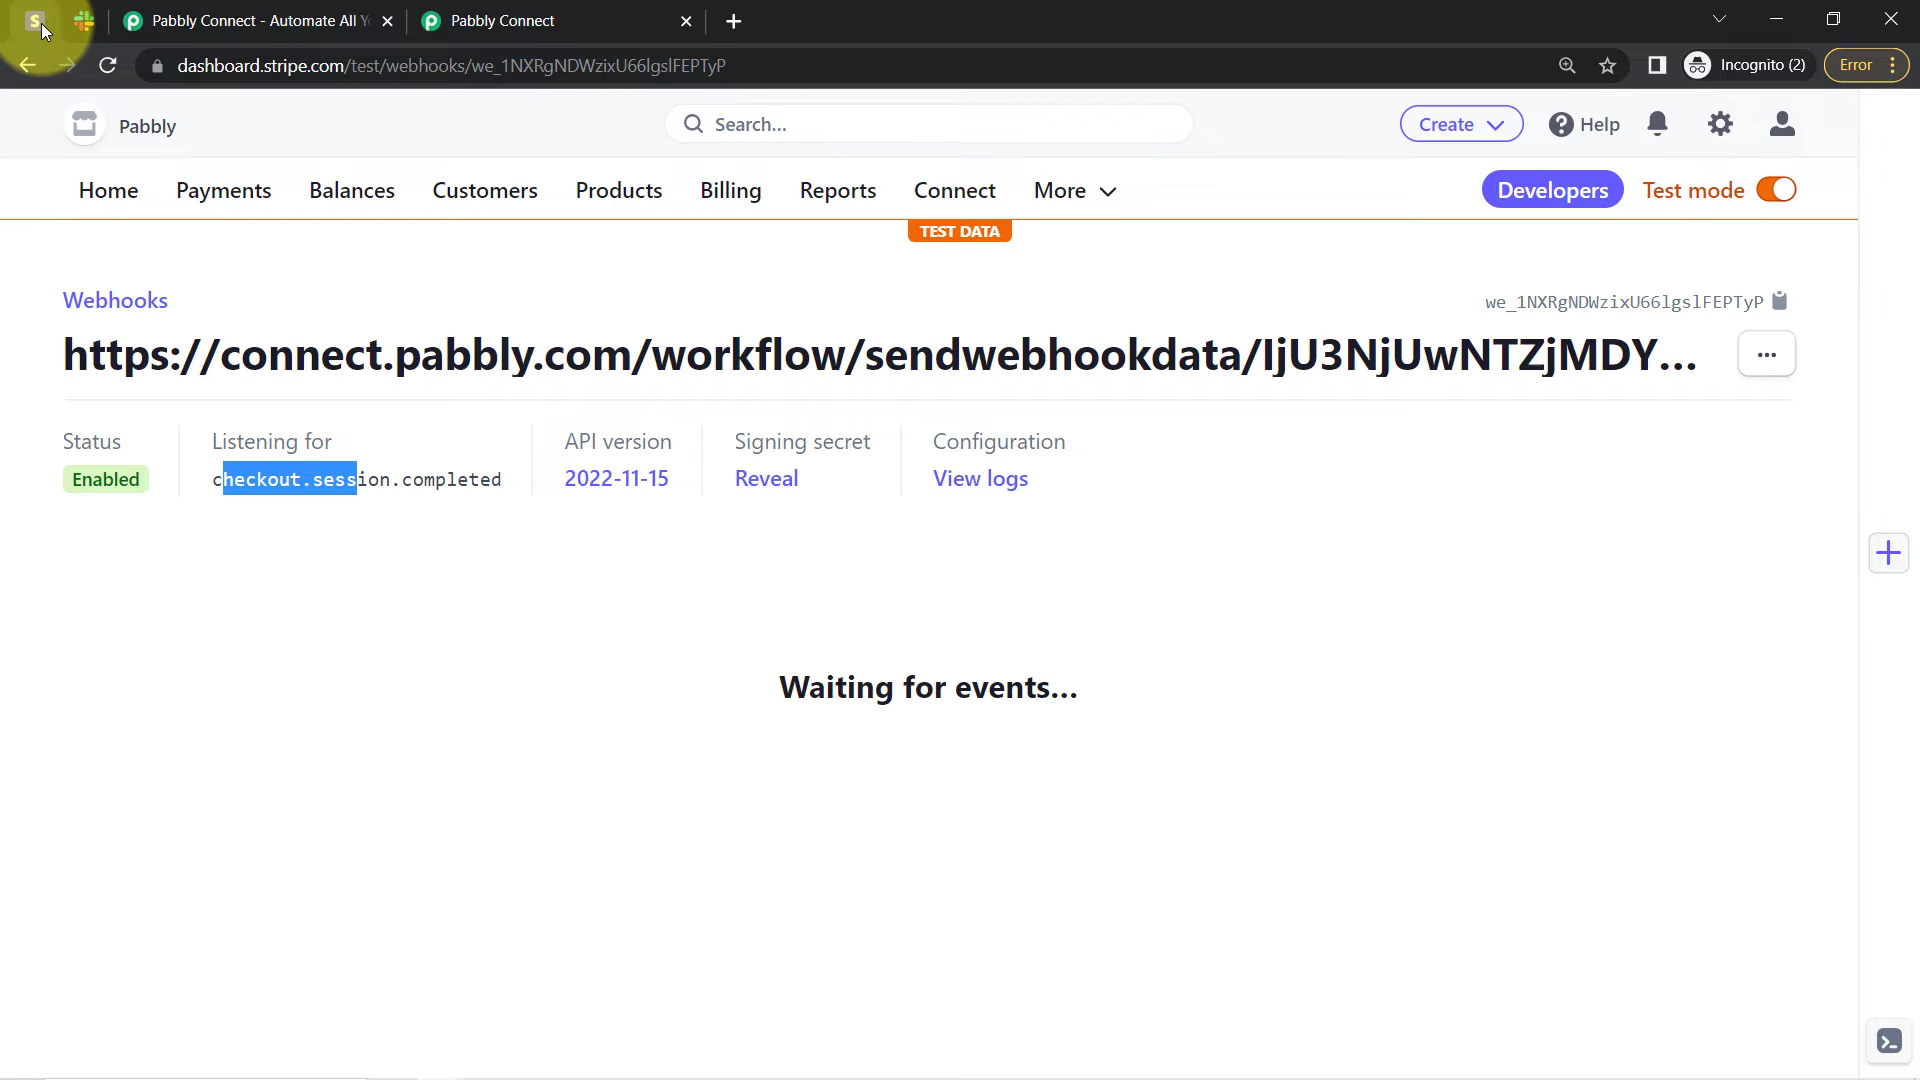 S
Pabbly Connect - Automate All Y
Pabbly Connect
dashboard.stripe.com/test/webhooks/we_1NXRgNDWzixU66lgslFEPTyP
Incognito (2)
Error
Pabbly
Search...
Create
Help
Home
Payments
Balances
Customers
Products
Billing
Reports
Connect
More
Developers
Test mode
TEST DATA
Webhooks
we_1NXRgNDWzixU66lgslFEPTyP
https://connect.pabbly.com/workflow/sendwebhookdata/IjU3NjUwNTZjMDY...
Status
Listening for
API version
Signing secret
Configuration
Enabled
checkout.session.completed
2022-11-15
Reveal
View logs
Waiting for events...